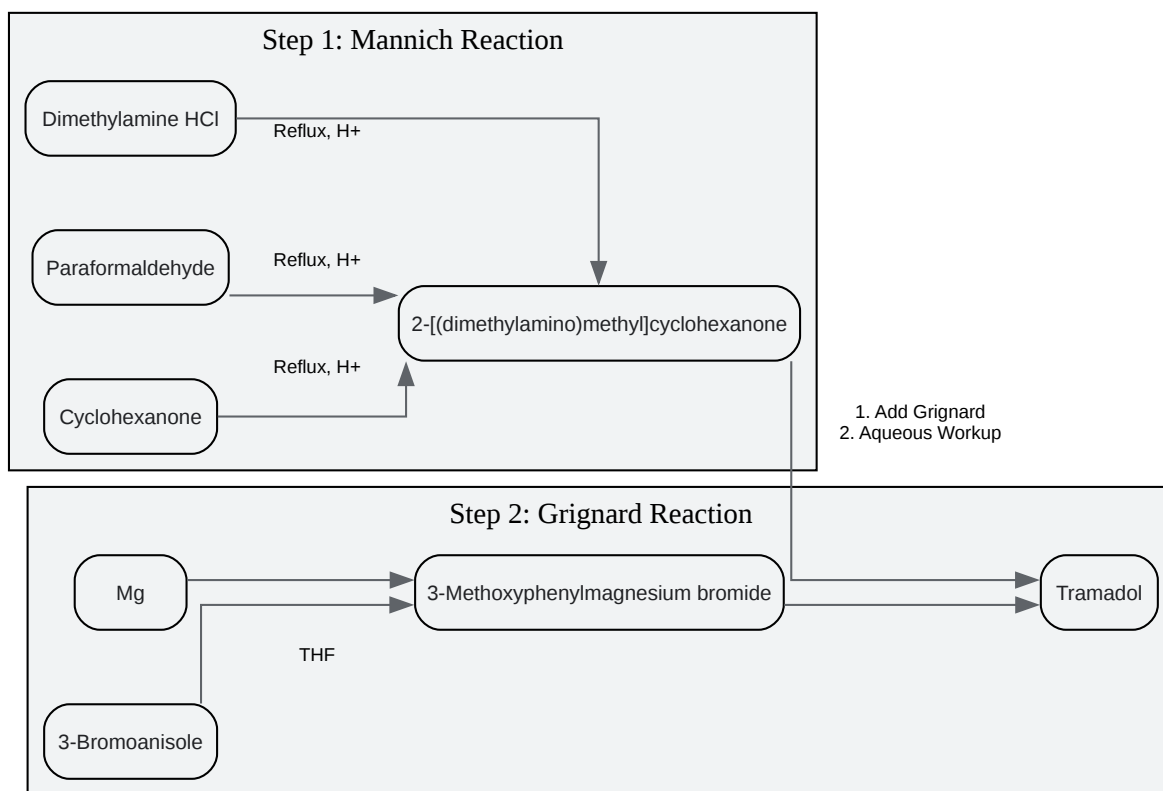 Step 1: Mannich Reaction
Dimethylamine HCl
Reflux, H+
Paraformaldehyde
Reflux, H+
2-[(dimethylamino)methyl]cyclohexanone
Reflux, H+
Cyclohexanone
1. Add Grignard
2. Aqueous Workup
Step 2: Grignard Reaction
Mg
3-Methoxyphenylmagnesium bromide
Tramadol
THF
3-Bromoanisole